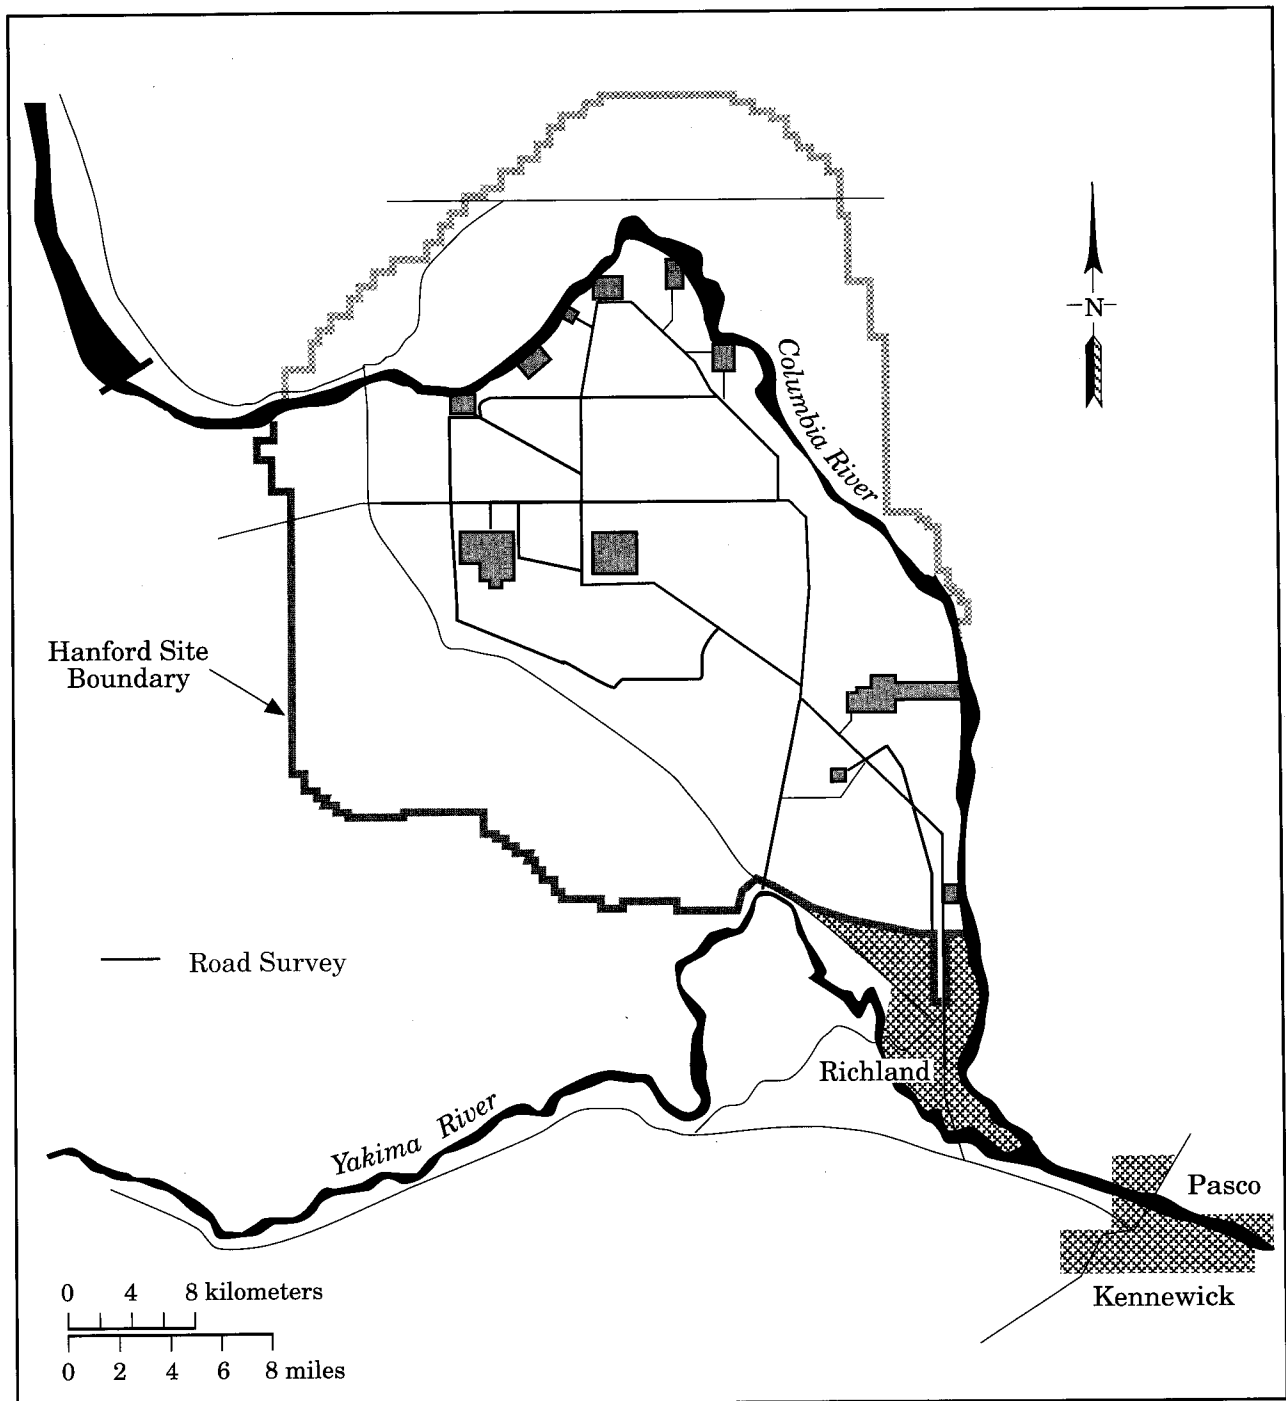 N
Columbia River
Hanford Site
Boundary
Road Survey
Richland
Yakima River
Pasco
Kennewick
0 4 8 kilometers
0 2 4 6 8 miles